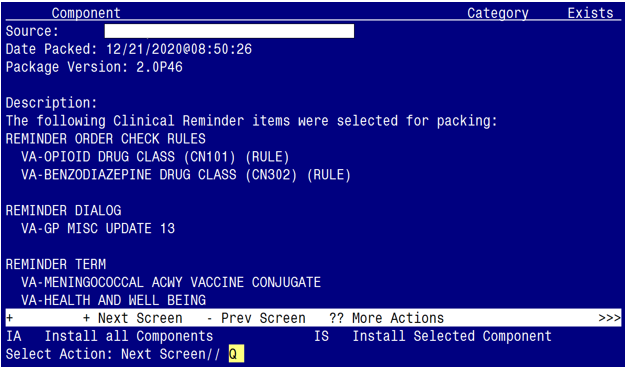 Component Category Exists
Source:
Date Packed: 12/21/2020@08:50:26
Package Version: 2.0P46
Description:
The following Clinical Reminder items were selected for packing:
REMINDER ORDER CHECK RULES
VA-OPIOID DRUG CLASS (CN101) (RULE)
VA-BENZODIAZEPINE DRUG CLASS (CN302) (RULE)
REMINDER DIALOG
VA-GP MISC UPDATE 13
REMINDER TERM
VA-MENINGOCOCCAL ACWY VACCINE CONJUGATE
VA-HEALTH AND WELL BEING
+ + Next Screen - Prev Screen ?? More Actions >>>
IA Install all Components IS Install Selected Component
Select Action: Next Screen// Q